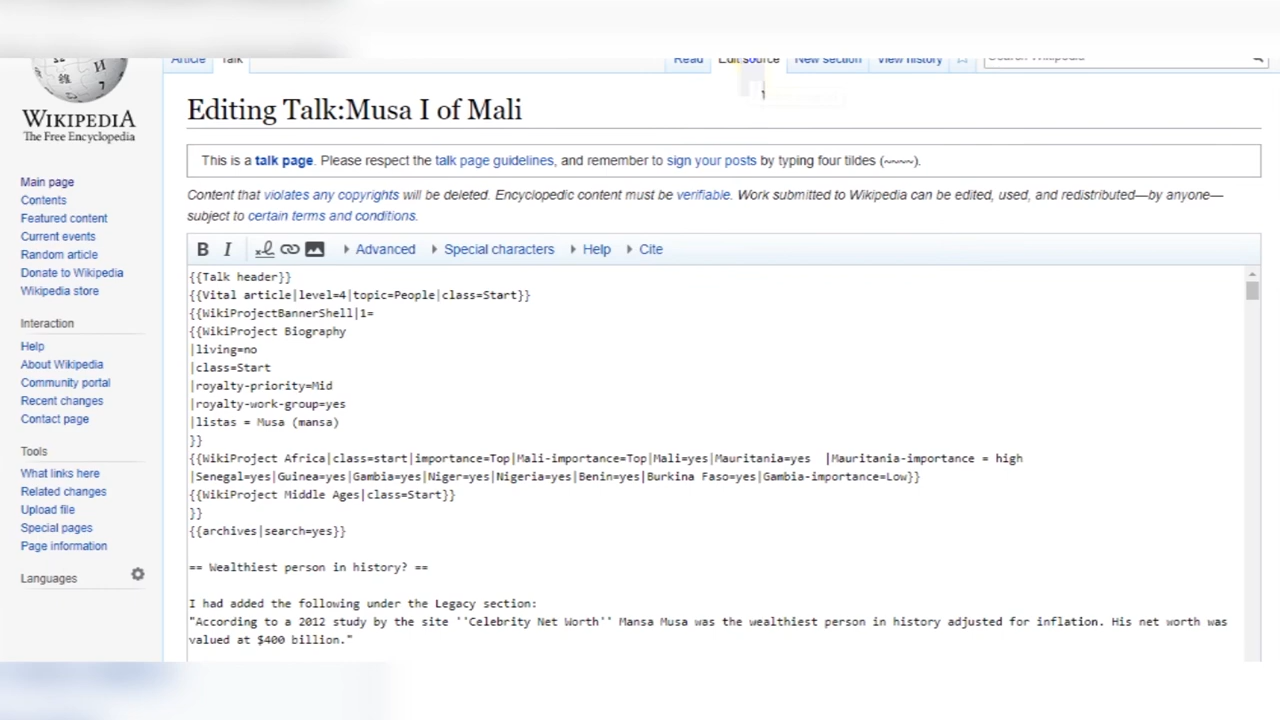 Article Talk Read Edit source New section View history Search Wikipedia
WIKIPEDIA
The Free Encyclopedia
Main page
Contents
Featured content
Current events
Random article
Donate to Wikipedia
Wikipedia store
Interaction
Help
About Wikipedia
Community portal
Recent changes
Contact page
Tools
What links here
Related changes
Upload file
Special pages
Page information
Languages
Editing Talk:Musa I of Mali
This is a talk page. Please respect the talk page guidelines, and remember to sign your posts by typing four tildes (~~~~).
Content that violates any copyrights will be deleted. Encyclopedic content must be verifiable. Work submitted to Wikipedia can be edited, used, and redistributed—by anyone—
subject to certain terms and conditions.
B I Advanced Special characters Help Cite
{{Talk header}}
{{Vital article|level=4|topic=People|class=Start}}
{{WikiProjectBannerShell|1=
{{WikiProject Biography
|living=no
|class=Start
|royalty-priority=Mid
|royalty-work-group=yes
|listas = Musa (mansa)
}}
{{WikiProject Africa|class=start|importance=Top|Mali-importance=Top|Mali=yes|Mauritania=yes  |Mauritania-importance = high
|Senegal=yes|Guinea=yes|Gambia=yes|Niger=yes|Nigeria=yes|Benin=yes|Burkina Faso=yes|Gambia-importance=Low}}
{{WikiProject Middle Ages|class=Start}}
}}
{{archives|search=yes}}
== Wealthiest person in history? ==
I had added the following under the Legacy section:
"According to a 2012 study by the site ''Celebrity Net Worth'' Mansa Musa was the wealthiest person in history adjusted for inflation. His net worth was
valued at $400 billion."